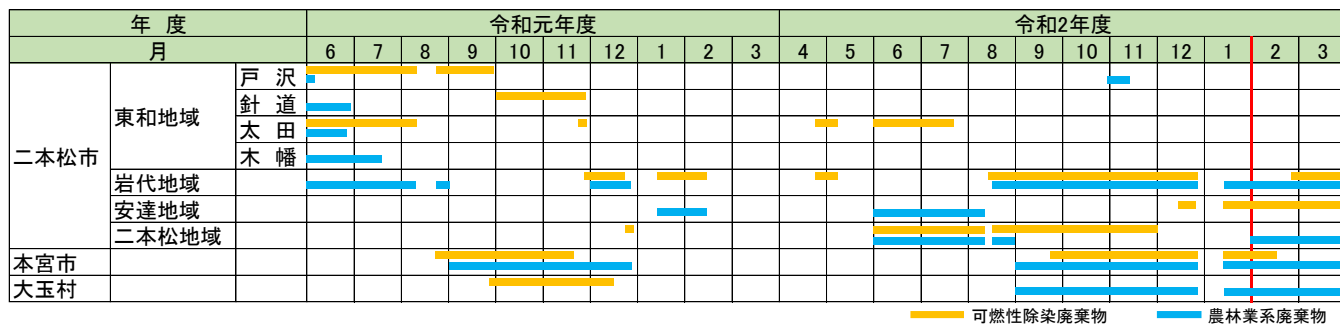 年 度 令和元年度 令和2年度
月 6 7 8 9 10 11 12 1 2 3 4 5 6 7 8 9 10 11 12 1 2 3
二本松市 東和地域 戸 沢
針 道
太 田
木 幡
岩代地域
安達地域
二本松地域
本宮市
大玉村
可燃性除染廃棄物 農林業系廃棄物